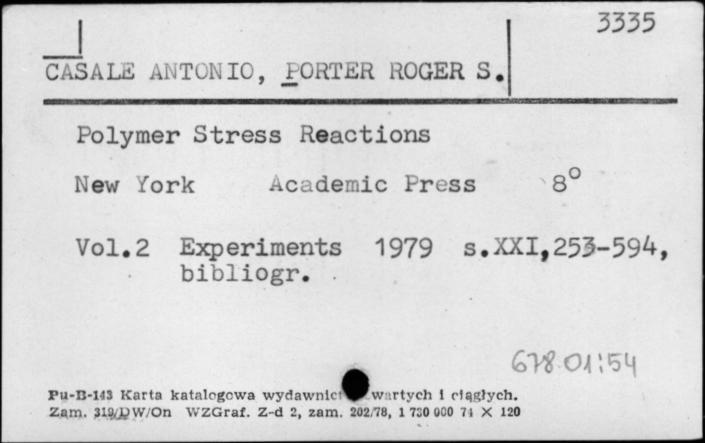 3335
CASALE ANTONIO, PORTER ROGER S.
Polymer Stress Reactions
New York Academic Press 8°
Vol.2 Experiments 1979 s.XXI,253-594,
bibliogr.
678.01:54
Pu-B-143 Karta katalogowa wydawnict zwartych i ciągłych.
Zam. 319/DW/On WZGraf. Z-d 2, zam. 202/78, 1 730 000 74 X 120